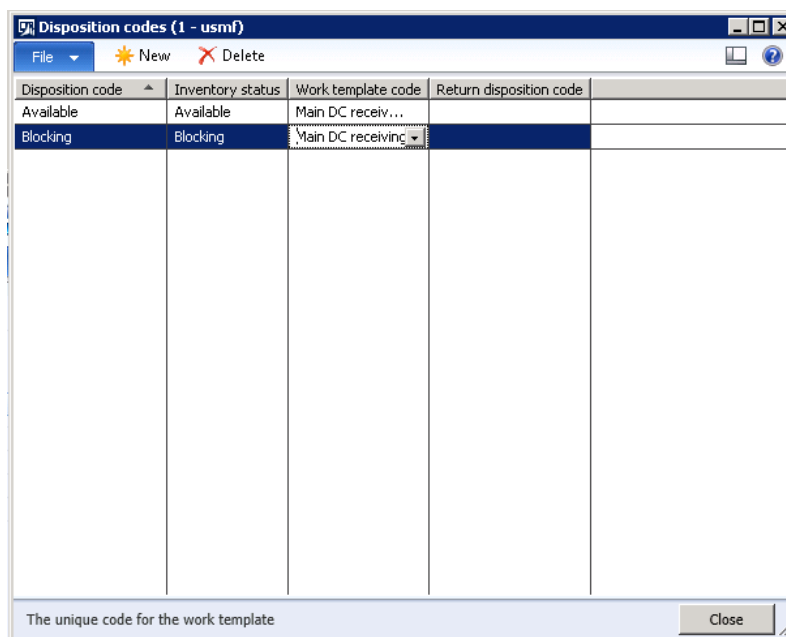 Disposition codes (1 - usmf)
File New Delete
Disposition code Inventory status Work template code Return disposition code
Available Available Main DC receiv...
Blocking Blocking Main DC receiving
The unique code for the work template Close